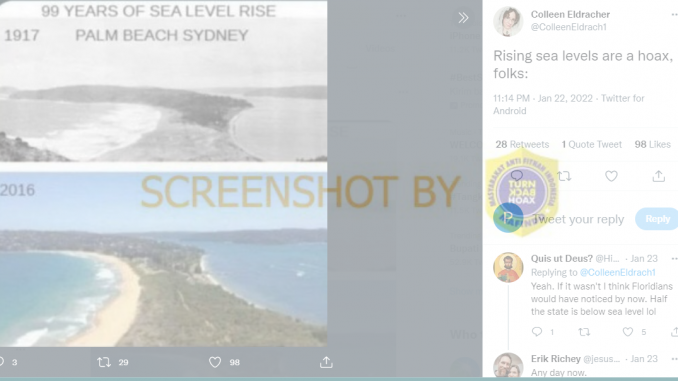 99 YEARS OF SEA LEVEL RISE
1917 PALM BEACH SYDNEY
2016
SCREENSHOT BY
3 29 98
Colleen Eldracher
@ColleenEldrach1
Rising sea levels are a hoax,
folks:
11:14 PM · Jan 22, 2022 · Twitter for
Android
28 Retweets 1 Quote Tweet 98 Likes
MASYARAKAT ANTI FITNAH INDONESIA
TURN
BACK
HOAX
Tweet your reply Reply
Quis ut Deus? @Hi... · Jan 23
Replying to @ColleenEldrach1
Yeah. If it wasn't I think Floridians
would have noticed by now. Half
the state is below sea level lol
1 5
Erik Richey @jesus... · Jan 23
Any day now.